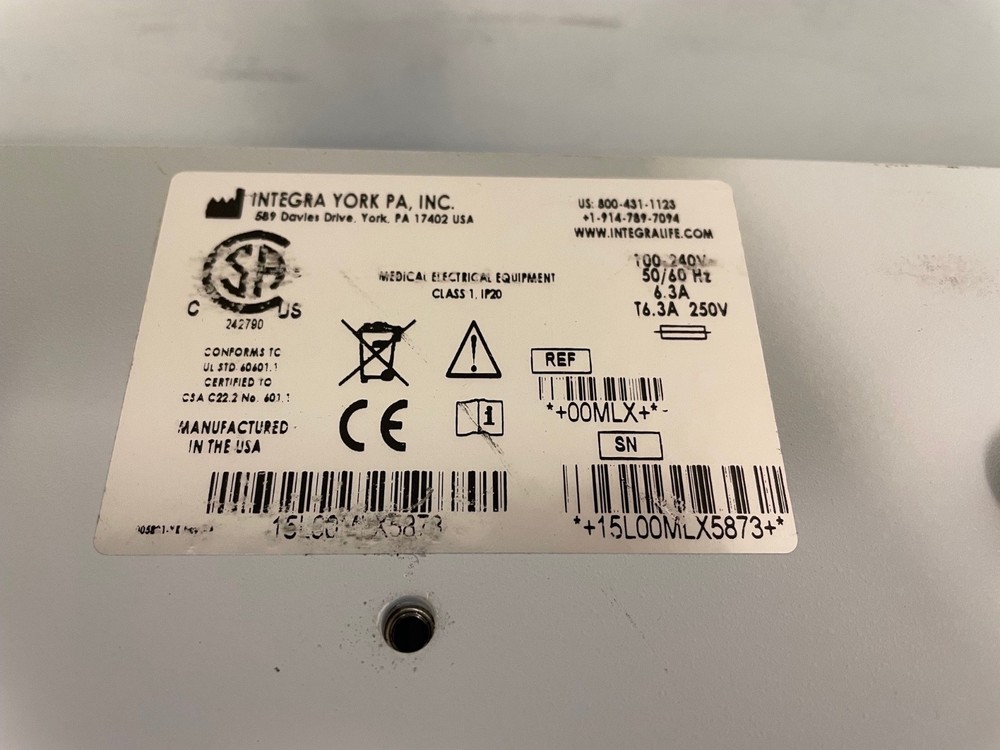 INTEGRA YORK PA, INC.
589 Davies Drive, York, PA 17402 USA
US: 800-431-1123
+1-914-789-7094
WWW.INTEGRALIFE.COM
CSA
C US
242790
MEDICAL ELECTRICAL EQUIPMENT
CLASS 1, IP20
100-240V~
50/60 Hz
6.3A
T6.3A 250V
CONFORMS TO
UL STD 60601.1
CERTIFIED TO
CSA C22.2 No. 601.1
MANUFACTURED
IN THE USA
CE
i
REF
*+00MLX+*
SN
15L00MLX5873
*+15L00MLX5873+*